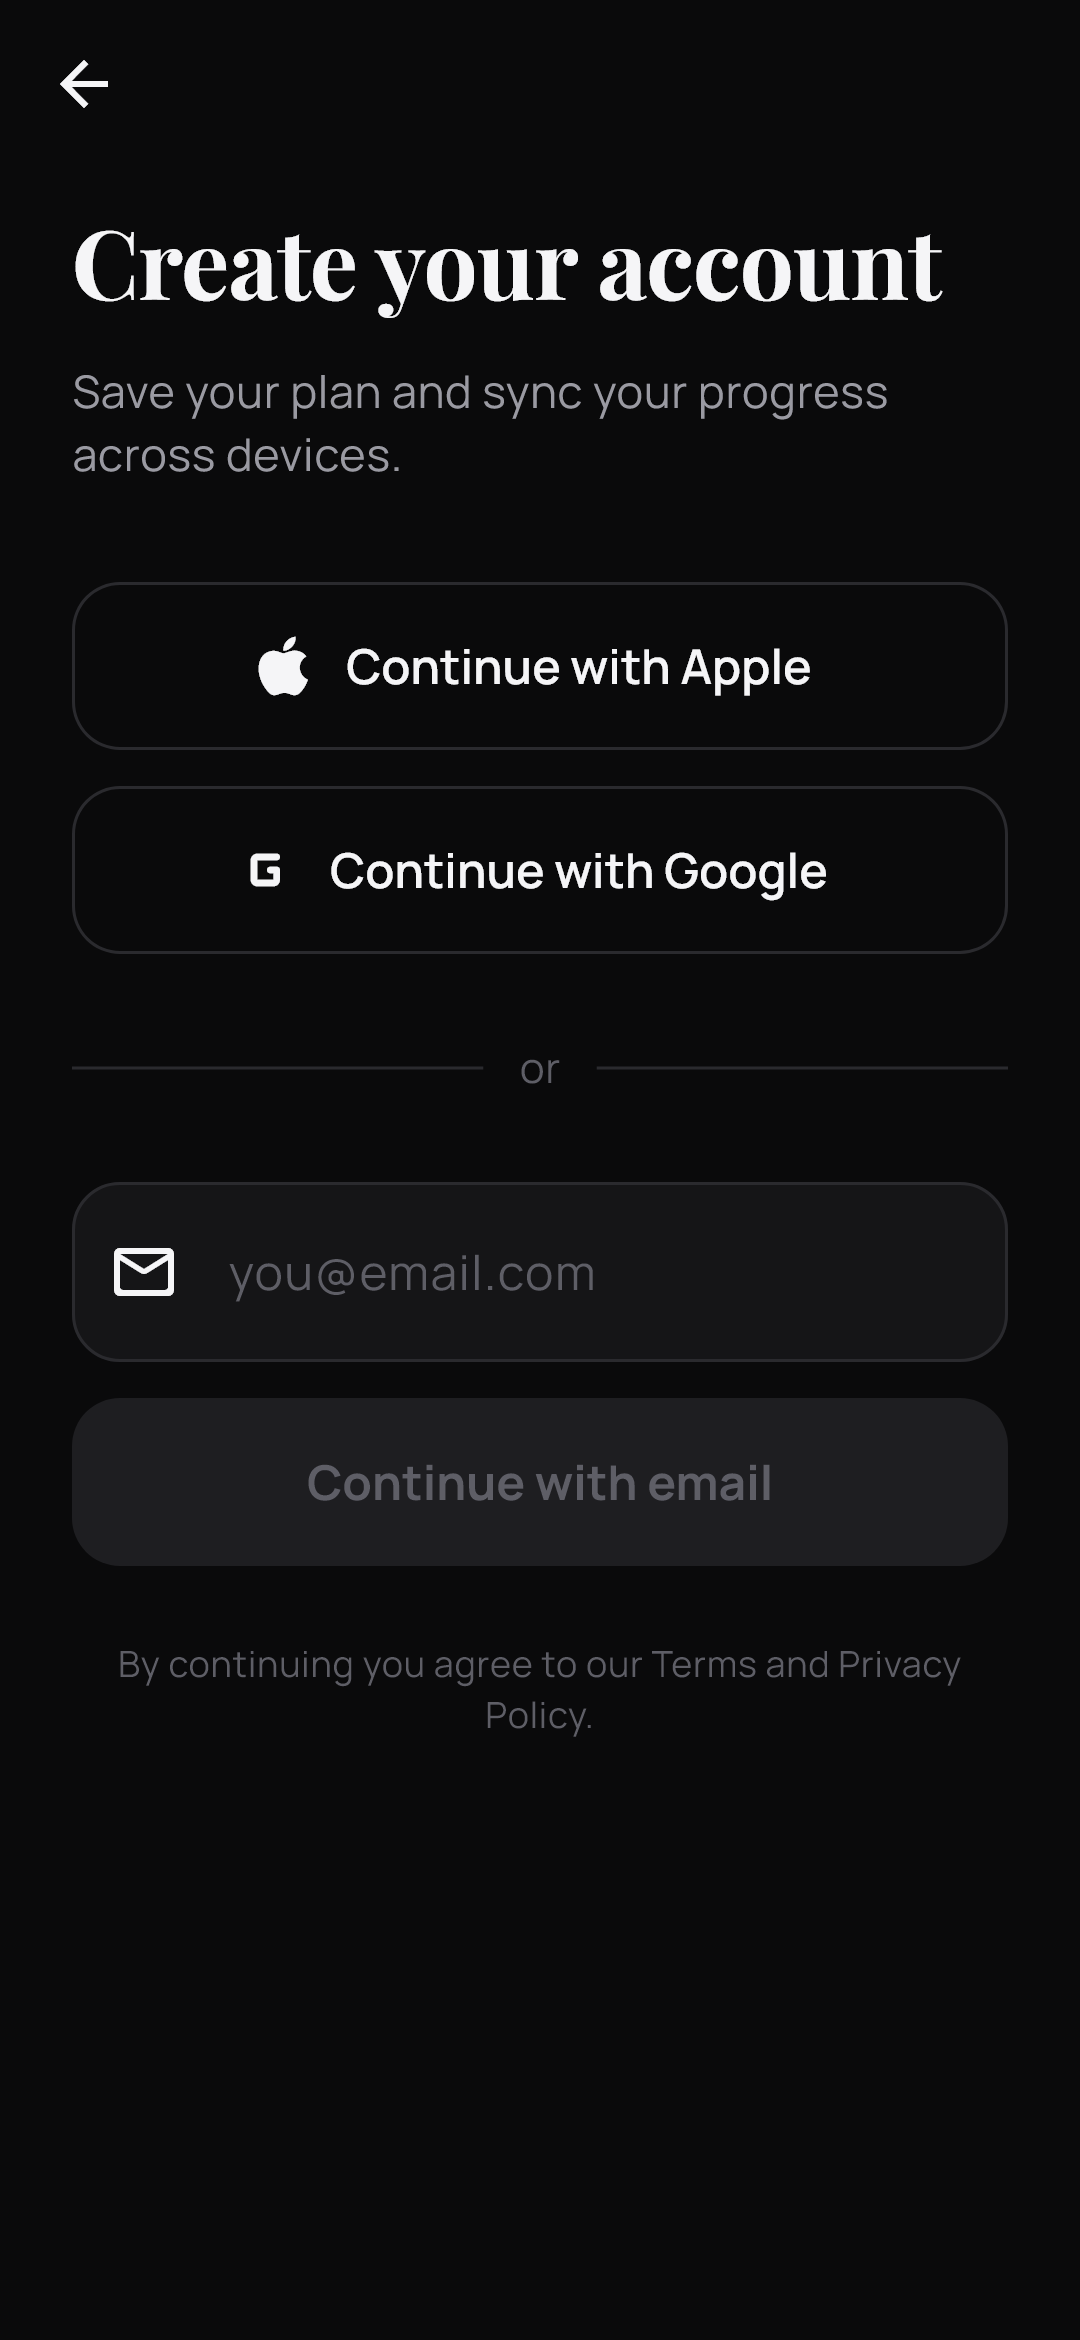 Create your account
Save your plan and sync your progress
across devices.
Continue with Apple
G Continue with Google
or
you@email.com
Continue with email
By continuing you agree to our Terms and Privacy
Policy.